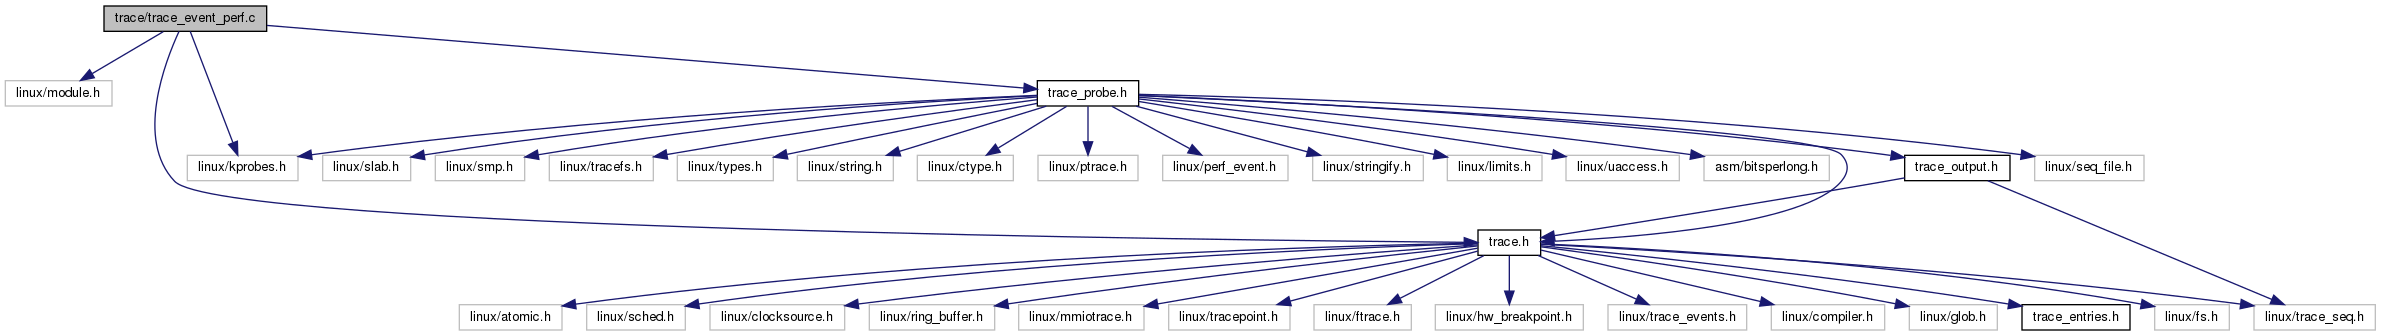 trace/trace_event_perf.c
linux/module.h
trace_probe.h
linux/kprobes.h
linux/slab.h
linux/smp.h
linux/tracefs.h
linux/types.h
linux/string.h
linux/ctype.h
linux/ptrace.h
linux/perf_event.h
linux/stringify.h
linux/limits.h
linux/uaccess.h
asm/bitsperlong.h
trace_output.h
linux/seq_file.h
trace.h
linux/atomic.h
linux/sched.h
linux/clocksource.h
linux/ring_buffer.h
linux/mmiotrace.h
linux/tracepoint.h
linux/ftrace.h
linux/hw_breakpoint.h
linux/trace_events.h
linux/compiler.h
linux/glob.h
trace_entries.h
linux/fs.h
linux/trace_seq.h